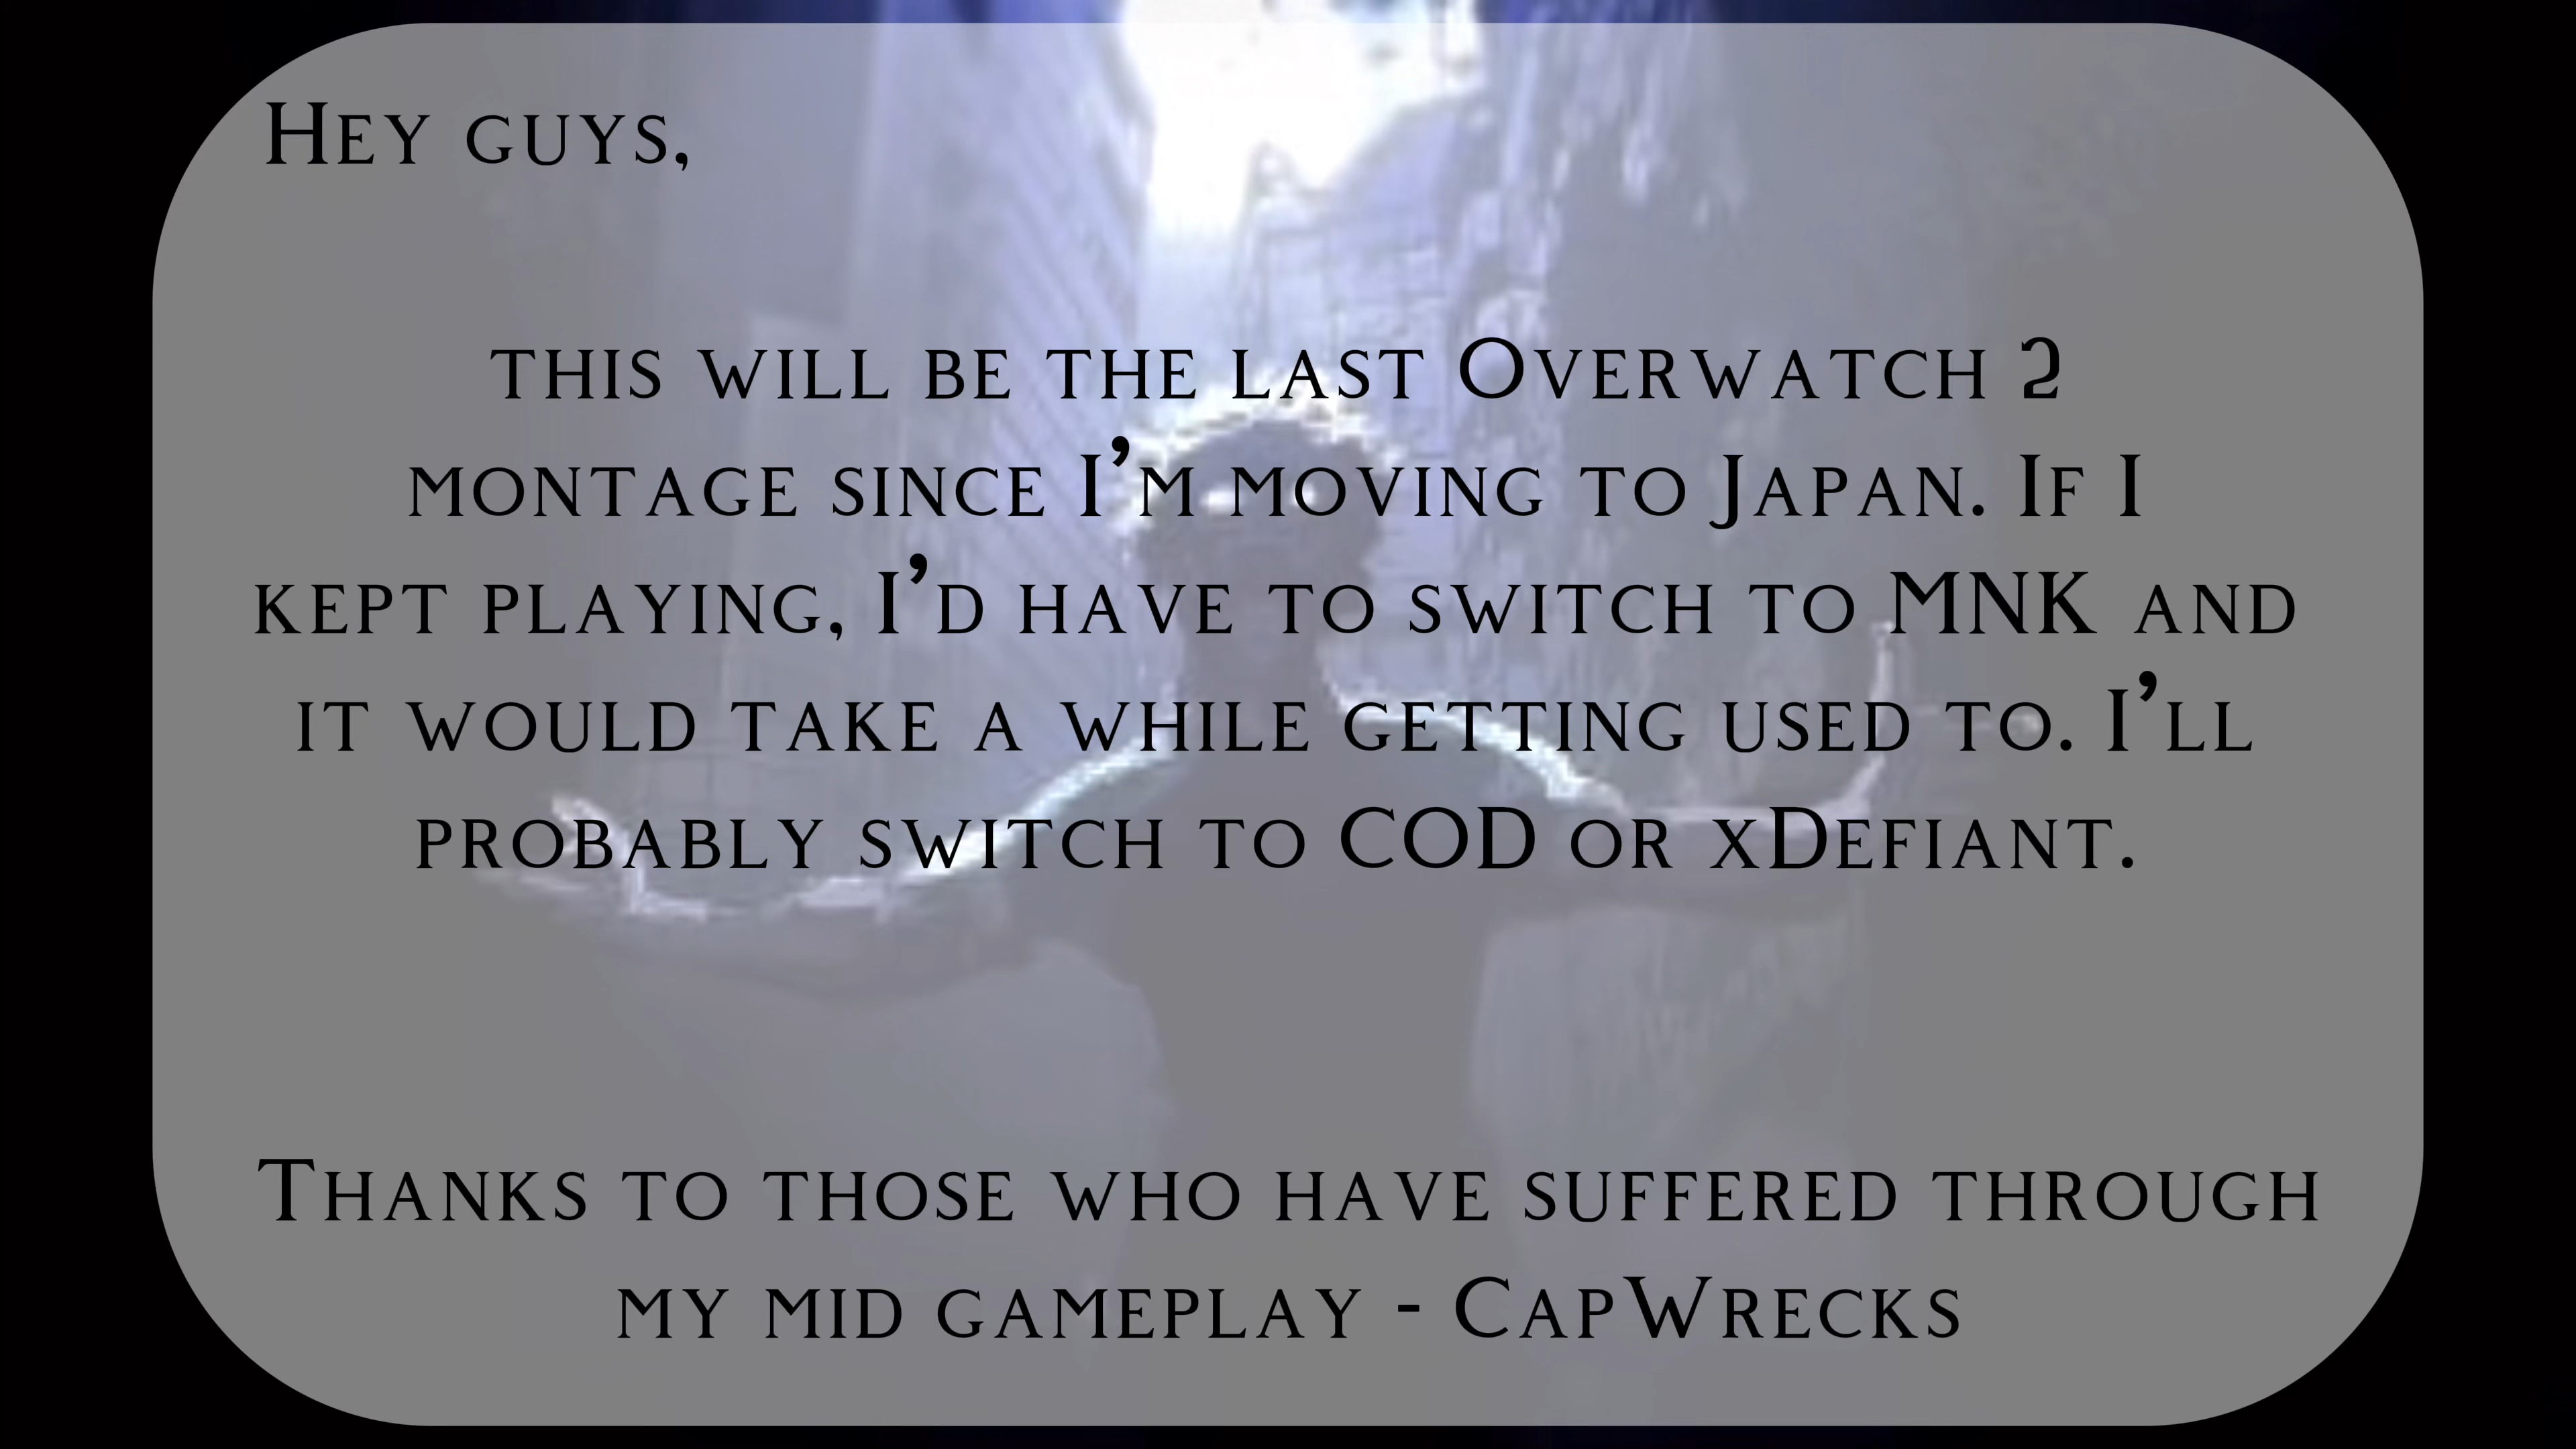 Hey guys,
this will be the last Overwatch 2
montage since I'm moving to Japan. If I
kept playing, I'd have to switch to MNK and
it would take a while getting used to. I'll
probably switch to COD or xDefiant.
Thanks to those who have suffered through
my mid gameplay - CapWrecks